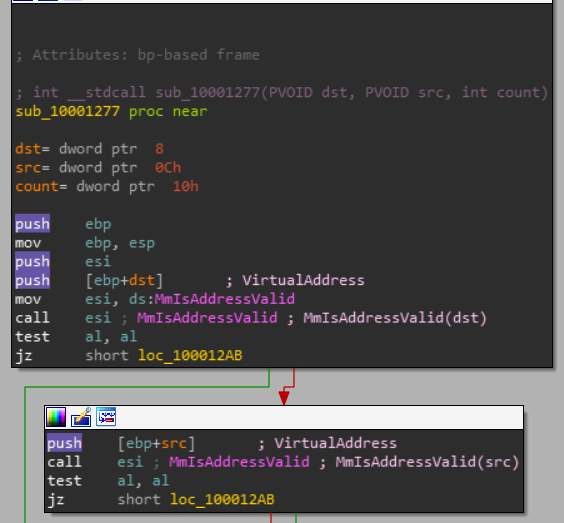 ; Attributes: bp-based frame
; int __stdcall sub_10001277(PVOID dst, PVOID src, int count)
sub_10001277 proc near
dst= dword ptr  8
src= dword ptr  0Ch
count= dword ptr  10h
push    ebp
mov     ebp, esp
push    esi
push    [ebp+dst]       ; VirtualAddress
mov     esi, ds:MmIsAddressValid
call    esi ; MmIsAddressValid ; MmIsAddressValid(dst)
test    al, al
jz      short loc_100012AB
push    [ebp+src]       ; VirtualAddress
call    esi ; MmIsAddressValid ; MmIsAddressValid(src)
test    al, al
jz      short loc_100012AB